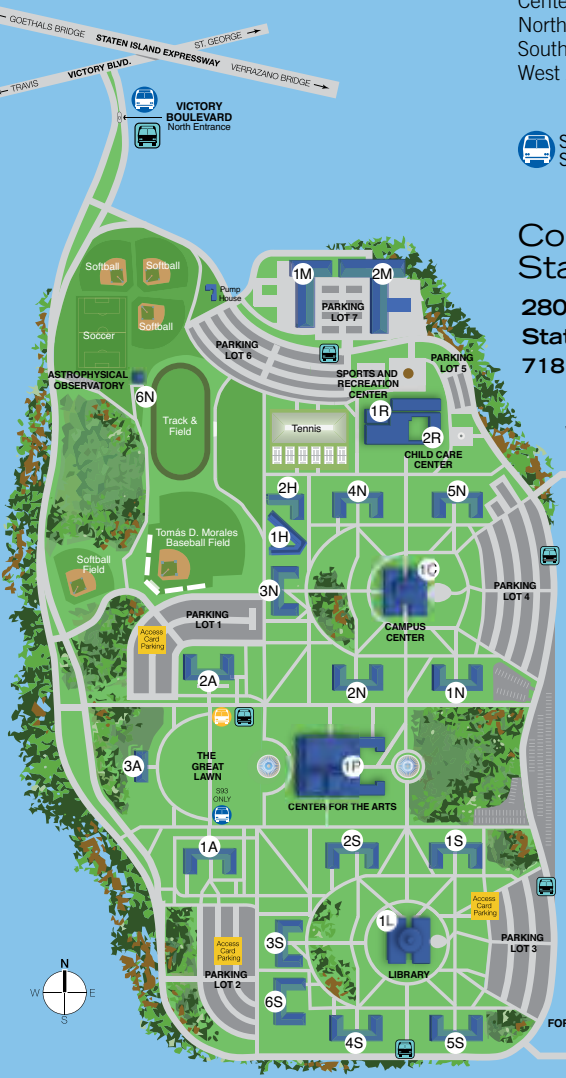 Cente
North
South
West
GOETHALS BRIDGE
STATEN ISLAND EXPRESSWAY
ST. GEORGE
VERRAZANO BRIDGE
TRAVIS
VICTORY BLVD.
VICTORY
BOULEVARD
North Entrance
S
S
Co
Sta
280
Stat
718
Softball
Softball
Softball
Soccer
Pump
House
1M
2M
PARKING
LOT 7
PARKING
LOT 6
SPORTS AND
RECREATION
CENTER
PARKING
LOT 5
ASTROPHYSICAL
OBSERVATORY
6N
Track &
Field
Tennis
1R
2R
CHILD CARE
CENTER
2H
4N
5N
1H
Tomàs D. Morales
Baseball Field
Softball
Field
3N
1C
PARKING
LOT 4
PARKING
LOT 1
CAMPUS
CENTER
Access
Card
Parking
2A
2N
1N
3A
THE
GREAT
LAWN
1P
CENTER FOR THE ARTS
S93
ONLY
1A
2S
1S
Access
Card
Parking
1L
3S
Access
Card
Parking
PARKING
LOT 3
PARKING
LOT 2
LIBRARY
6S
4S
5S
FOR
N
W
E
S